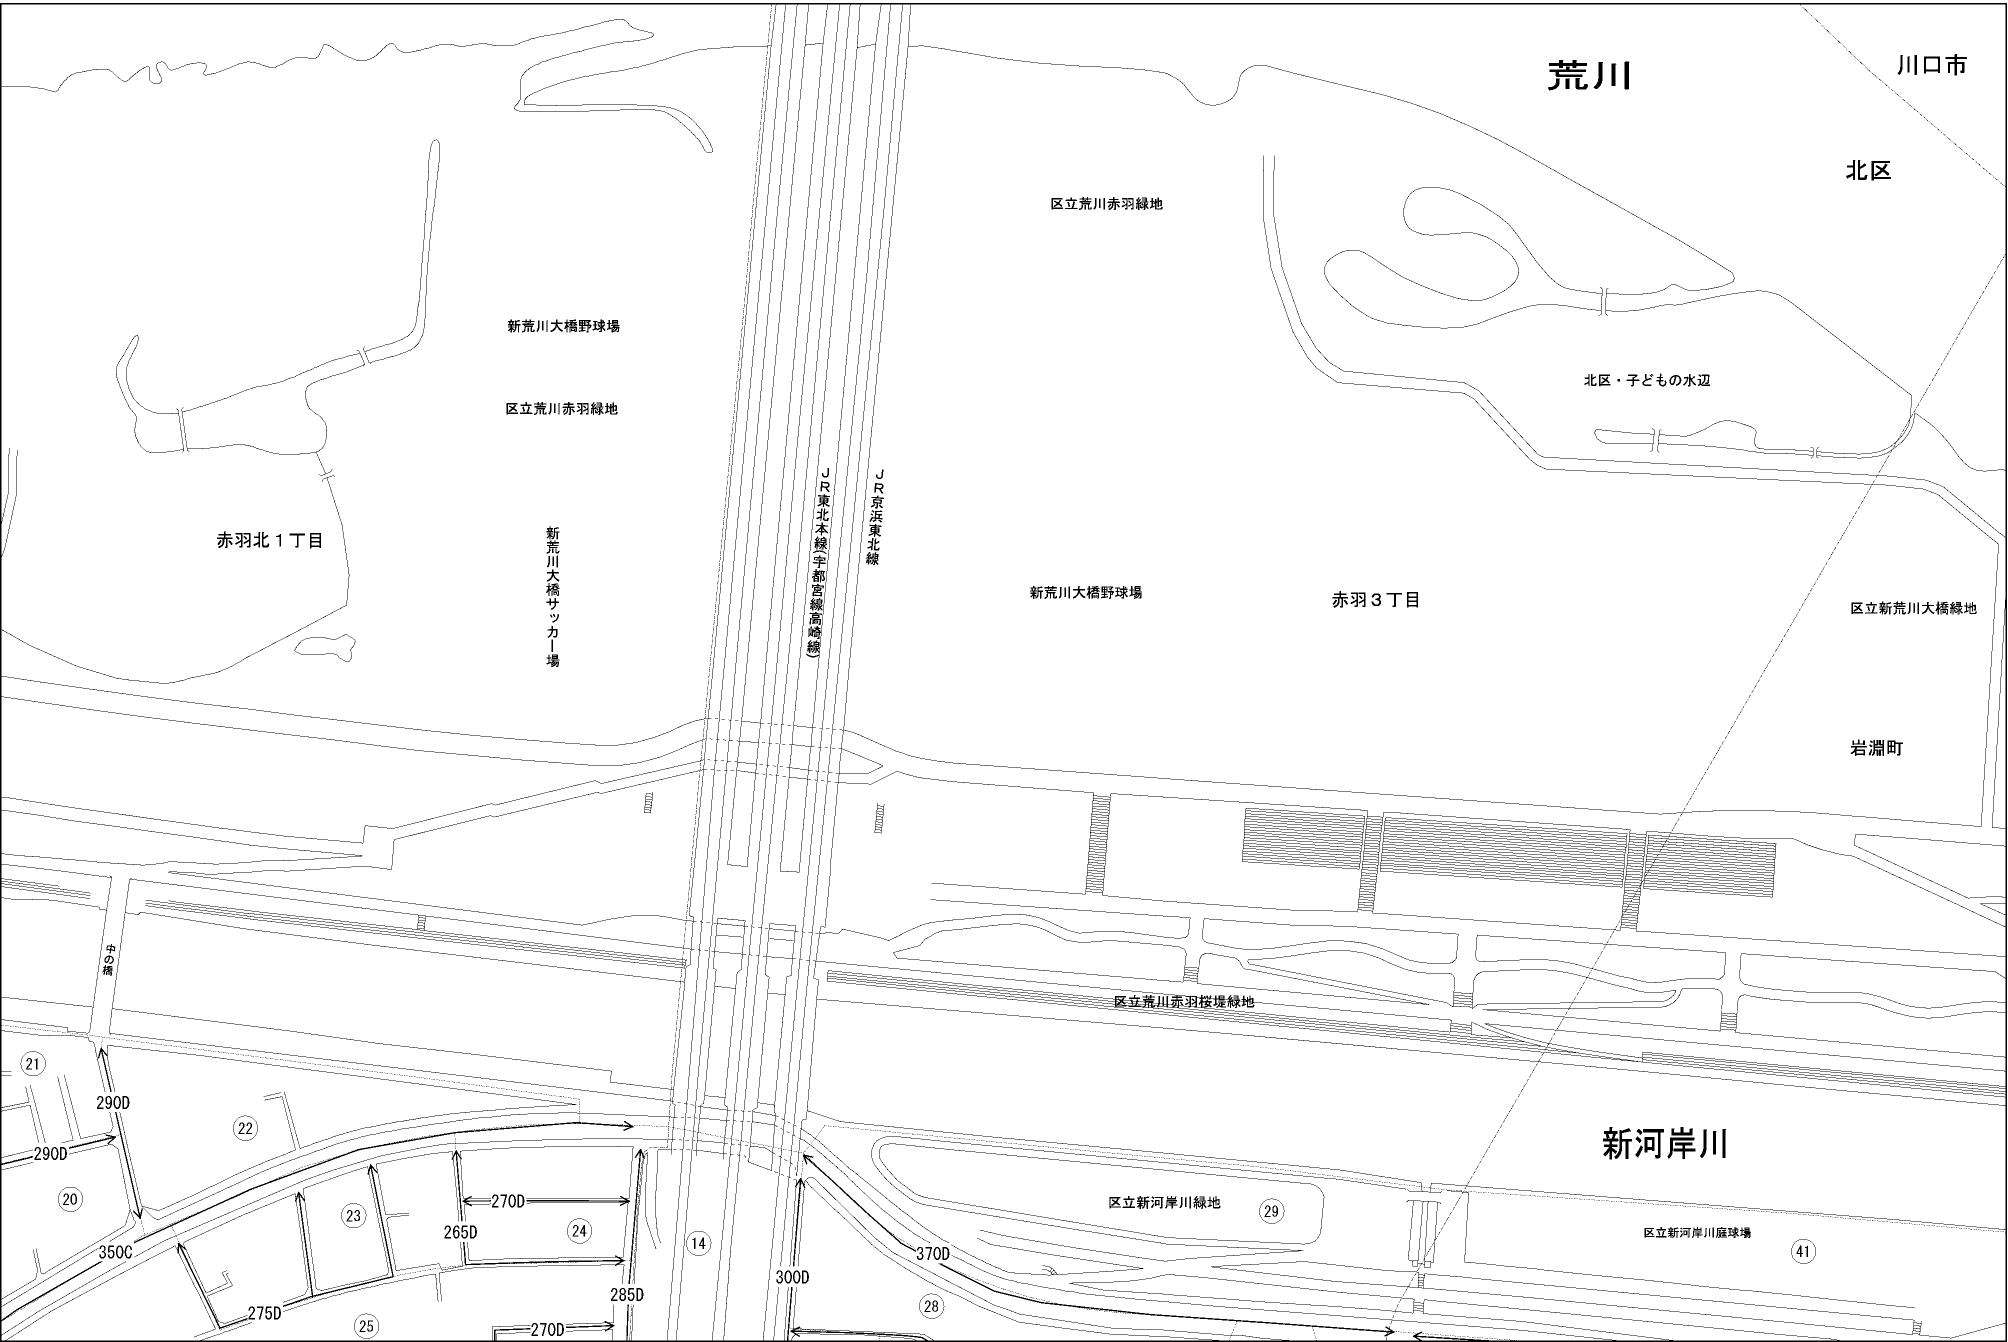 荒川
川口市
北区
区立荒川赤羽緑地
新荒川大橋野球場
北区・子どもの水辺
区立荒川赤羽緑地
JR東北本線(宇都宮線高崎線)
JR京浜東北線
赤羽北1丁目
新荒川大橋サッカー場
新荒川大橋野球場
赤羽3丁目
区立新荒川大橋緑地
岩淵町
中の橋
区立荒川赤羽桜堤緑地
21
290D
22
290D
新河岸川
20
23
270D
24
265D
14
区立新河岸川緑地
29
区立新河岸川庭球場
41
350C
370D
300D
285D
275D
25
270D
28